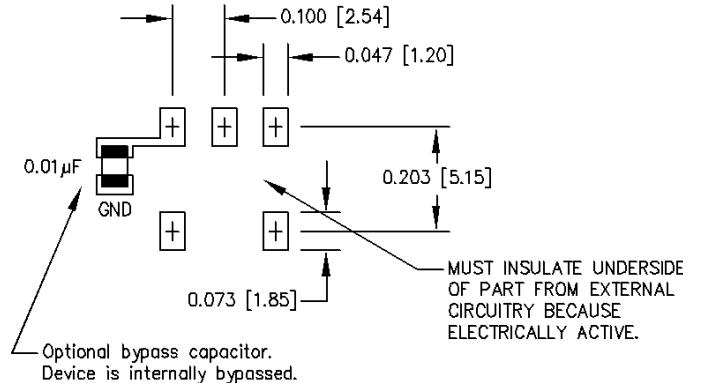 0.100 [2.54]
0.047 [1.20]
0.01µF
0.203 [5.15]
GND
MUST INSULATE UNDERSIDE
OF PART FROM EXTERNAL
CIRCUITRY BECAUSE
ELECTRICALLY ACTIVE.
0.073 [1.85]
Optional bypass capacitor.
Device is internally bypassed.